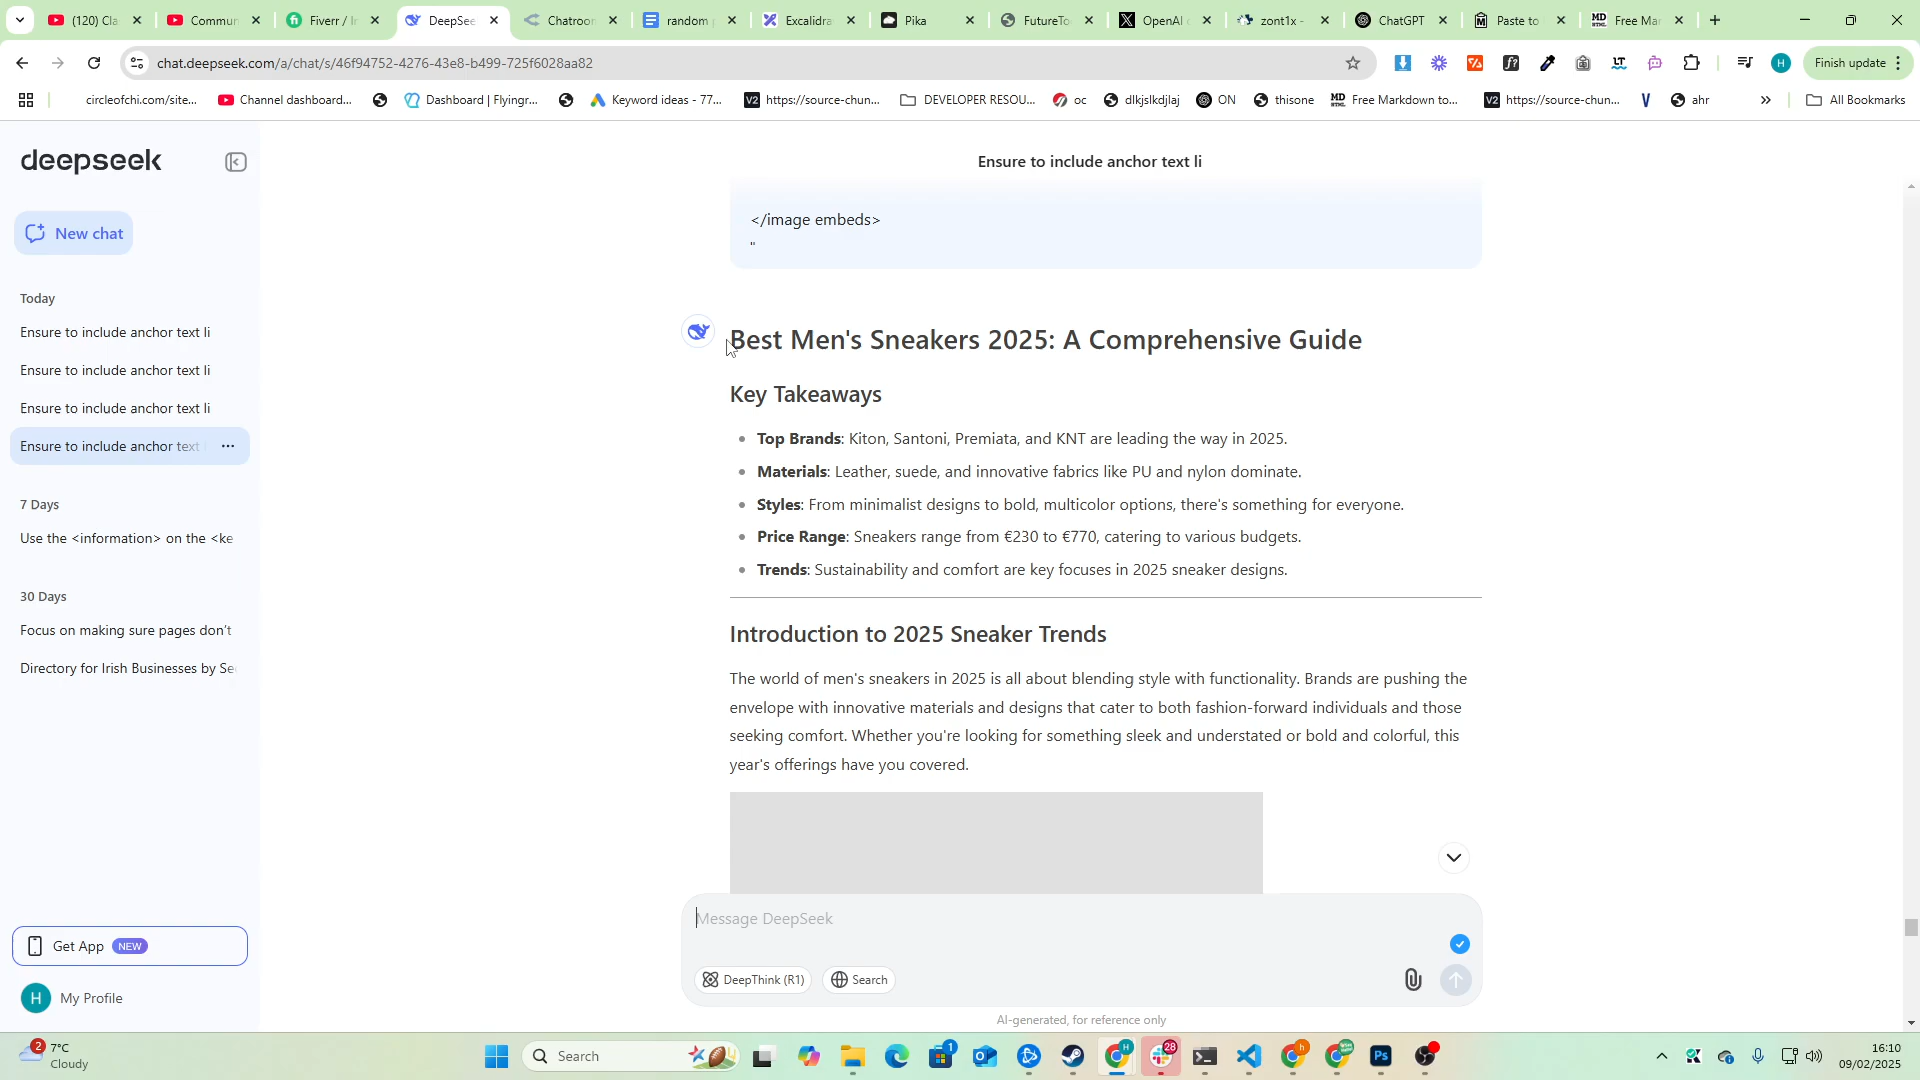 (120) Cla
Commun
Fiverr / Ir
DeepSee
Chatroon
random
Excalidra
Pika
FutureTo
OpenAI
zont1x -
ChatGPT
Paste to
Free Mar
chat.deepseek.com/a/chat/s/46f94752-4276-43e8-b499-725f6028aa82
Finish update
circleofchi.com/site...
Channel dashboard...
Dashboard | Flyingr...
Keyword ideas - 77...
https://source-chun...
DEVELOPER RESOU...
oc
dlkjslkdjlaj
ON
thisone
Free Markdown to...
https://source-chun...
ahr
All Bookmarks
deepseek
New chat
Today
Ensure to include anchor text li
Ensure to include anchor text li
Ensure to include anchor text li
Ensure to include anchor text
7 Days
Use the <information> on the <ke
30 Days
Focus on making sure pages don't
Directory for Irish Businesses by Se
Get App NEW
H My Profile
Ensure to include anchor text li
</image embeds>
"
Best Men's Sneakers 2025: A Comprehensive Guide
Key Takeaways
Top Brands: Kiton, Santoni, Premiata, and KNT are leading the way in 2025.
Materials: Leather, suede, and innovative fabrics like PU and nylon dominate.
Styles: From minimalist designs to bold, multicolor options, there's something for everyone.
Price Range: Sneakers range from €230 to €770, catering to various budgets.
Trends: Sustainability and comfort are key focuses in 2025 sneaker designs.
Introduction to 2025 Sneaker Trends
The world of men's sneakers in 2025 is all about blending style with functionality. Brands are pushing the
envelope with innovative materials and designs that cater to both fashion-forward individuals and those
seeking comfort. Whether you're looking for something sleek and understated or bold and colorful, this
year's offerings have you covered.
Message DeepSeek
DeepThink (R1)
Search
AI-generated, for reference only
2
7°C
Cloudy
Search
1
28
16:10
09/02/2025